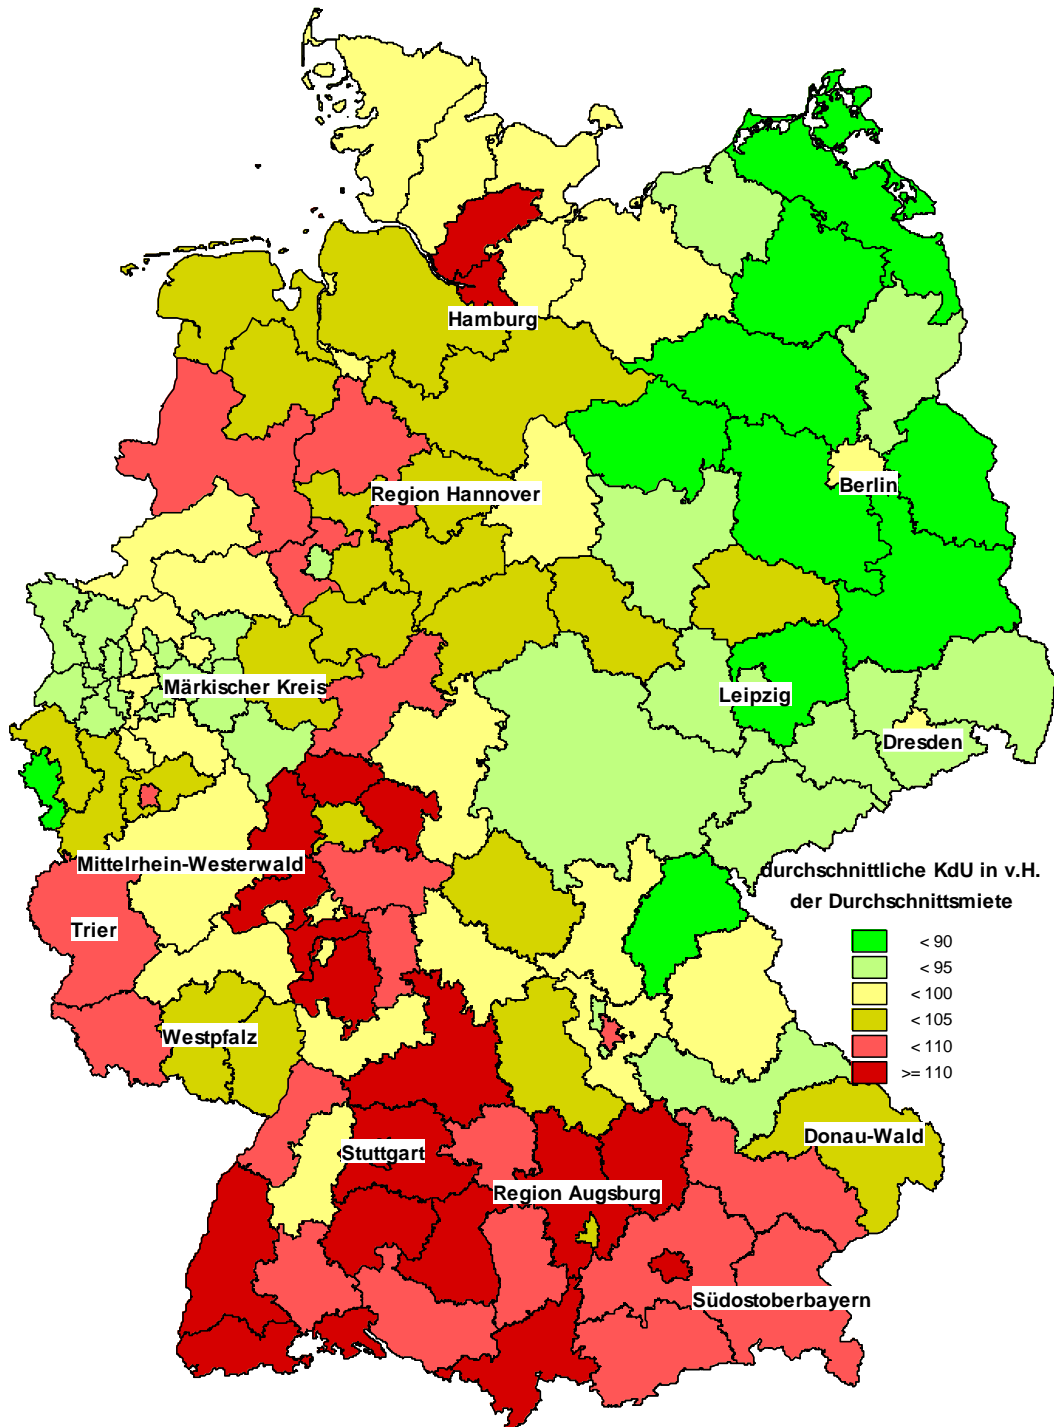 Hamburg
Berlin
Region Hannover
Märkischer Kreis
Leipzig
Dresden
Mittelrhein-Westerwald
durchschnittliche KdU in v.H.
der Durchschnittsmiete
Trier
< 90
< 95
< 100
< 105
< 110
>= 110
Westpfalz
Donau-Wald
Stuttgart
Region Augsburg
Südostoberbayern